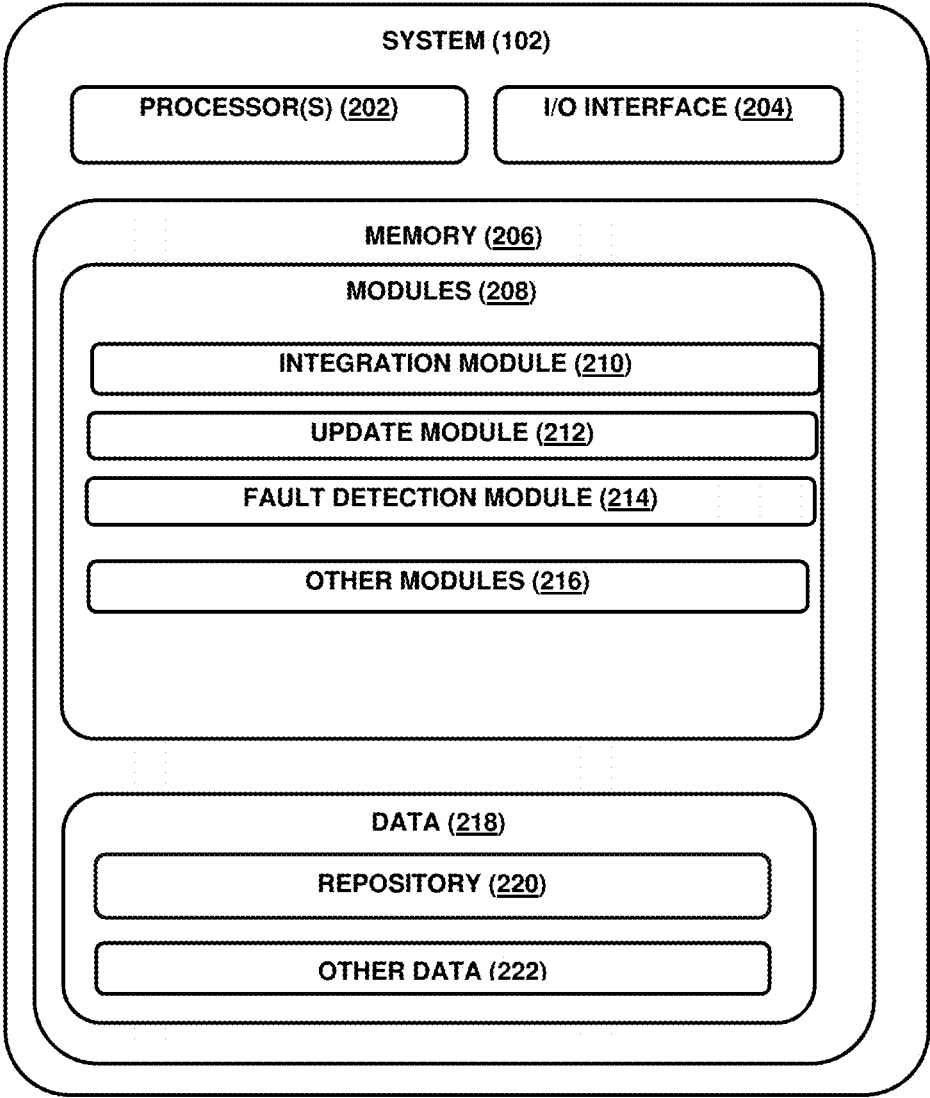 SYSTEM (102)
PROCESSOR(S) (202)
I/O INTERFACE (204)
MEMORY (206)
MODULES (208)
INTEGRATION MODULE (210)
UPDATE MODULE (212)
FAULT DETECTION MODULE (214)
OTHER MODULES (216)
DATA (218)
REPOSITORY (220)
OTHER DATA (222)